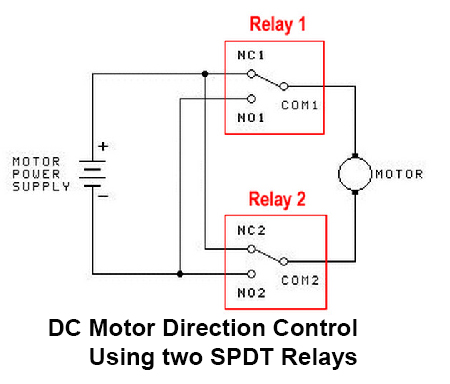 Relay 1
NC1
COM1
NO1
+
MOTOR
POWER
SUPPLY
−
MOTOR
Relay 2
NC2
COM2
NO2
DC Motor Direction Control
Using two SPDT Relays